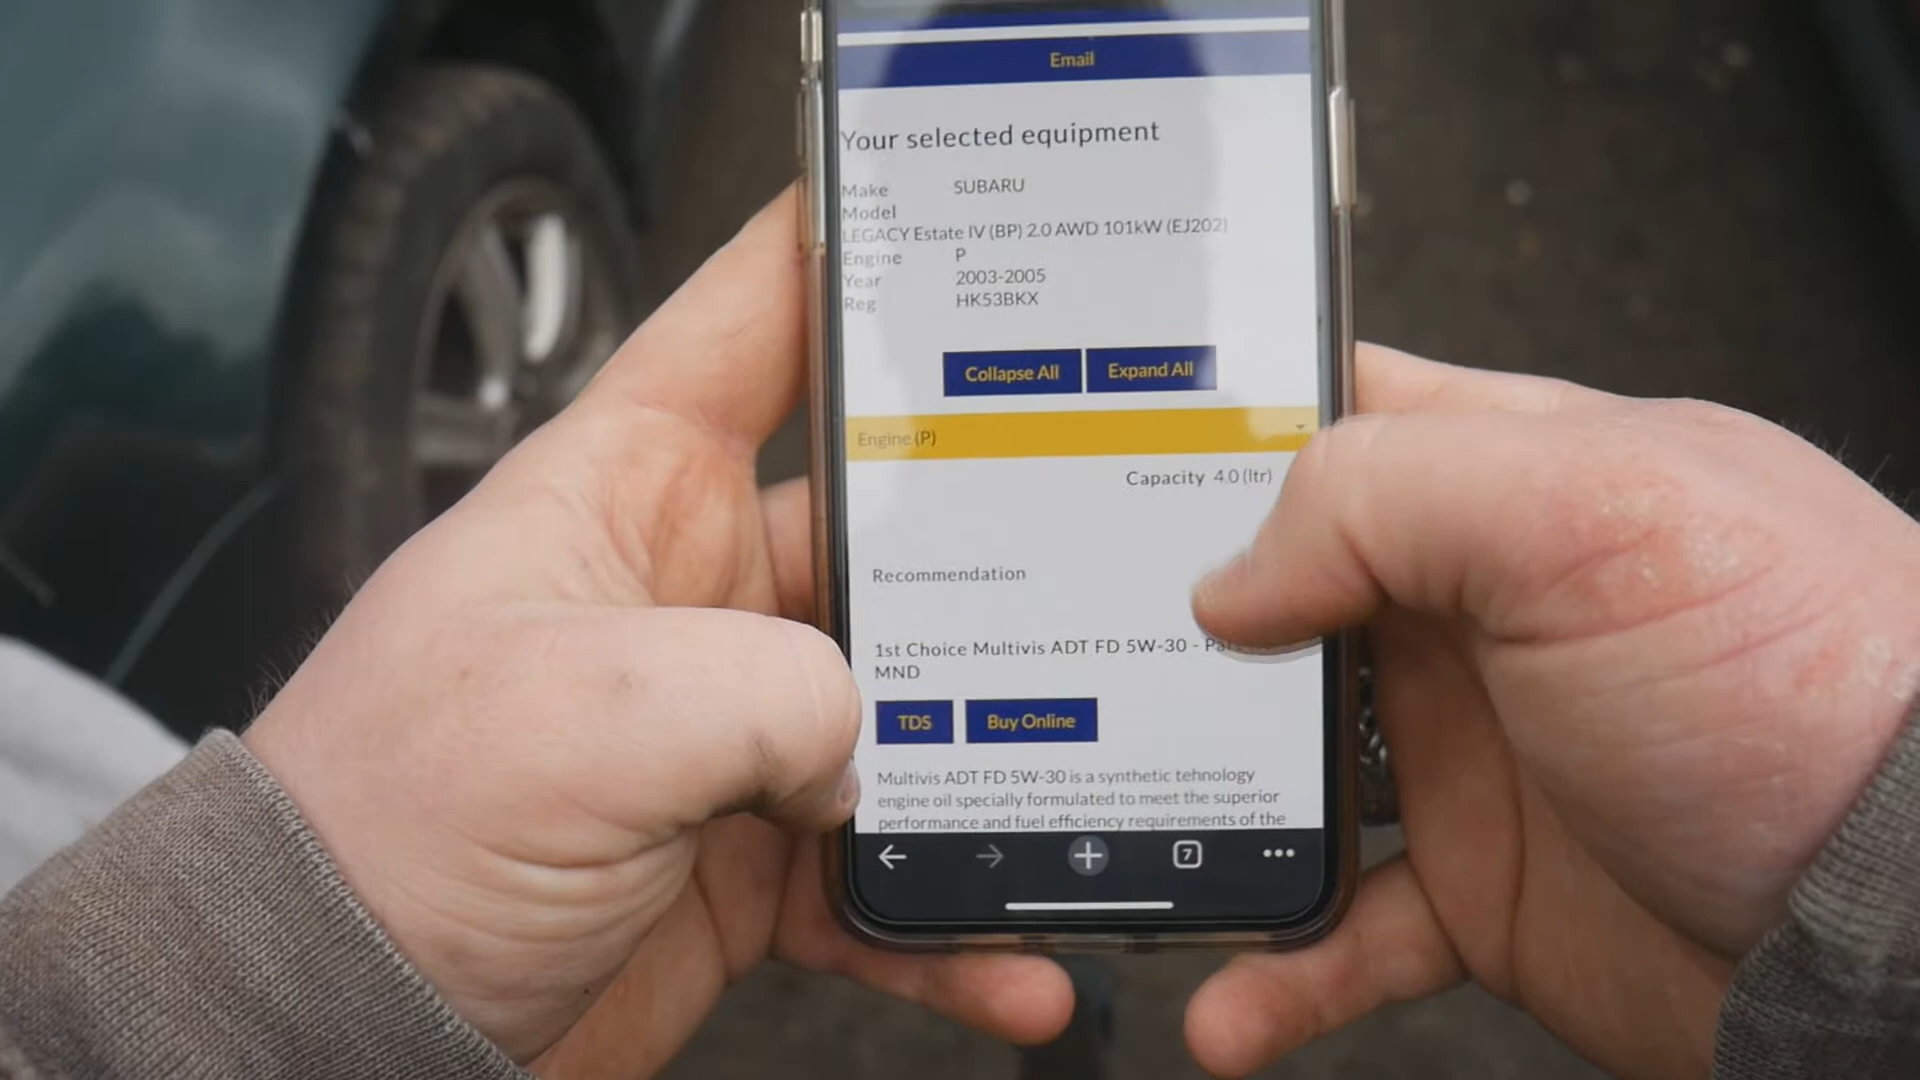 Email
Your selected equipment
Make SUBARU
Model
LEGACY Estate IV (BP) 2.0 AWD 101kW (EJ202)
Engine P
Year 2003-2005
Reg HK53BKX
Collapse All Expand All
Engine (P)
Capacity 4.0 (ltr)
Recommendation
1st Choice Multivis ADT FD 5W-30 -
MND
TDS Buy Online
Multivis ADT FD 5W-30 is a synthetic tehnology
engine oil specially formulated to meet the superior
performance and fuel efficiency requirements of the
7